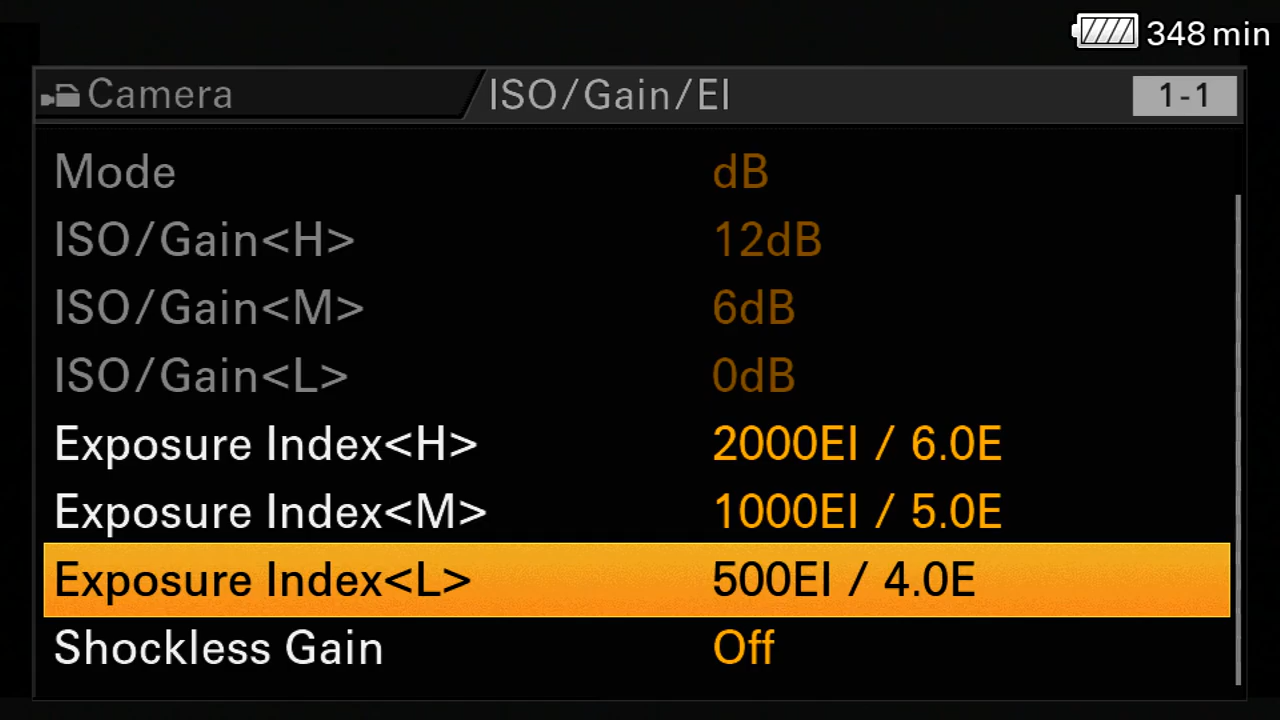 348 min
Camera ISO/Gain/EI 1-1
Mode dB
ISO/Gain<H> 12dB
ISO/Gain<M> 6dB
ISO/Gain<L> 0dB
Exposure Index<H> 2000EI / 6.0E
Exposure Index<M> 1000EI / 5.0E
Exposure Index<L> 500EI / 4.0E
Shockless Gain Off